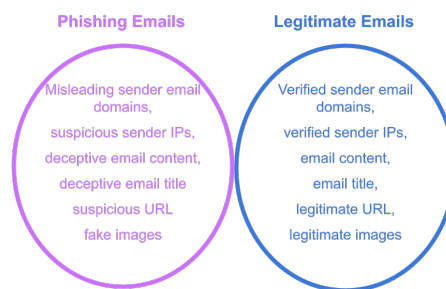 Phishing Emails
Misleading sender email
domains,
suspicious sender IPs,
deceptive email content,
deceptive email title
suspicious URL
fake images
Legitimate Emails
Verified sender email
domains,
verified sender IPs,
email content,
email title,
legitimate URL,
legitimate images